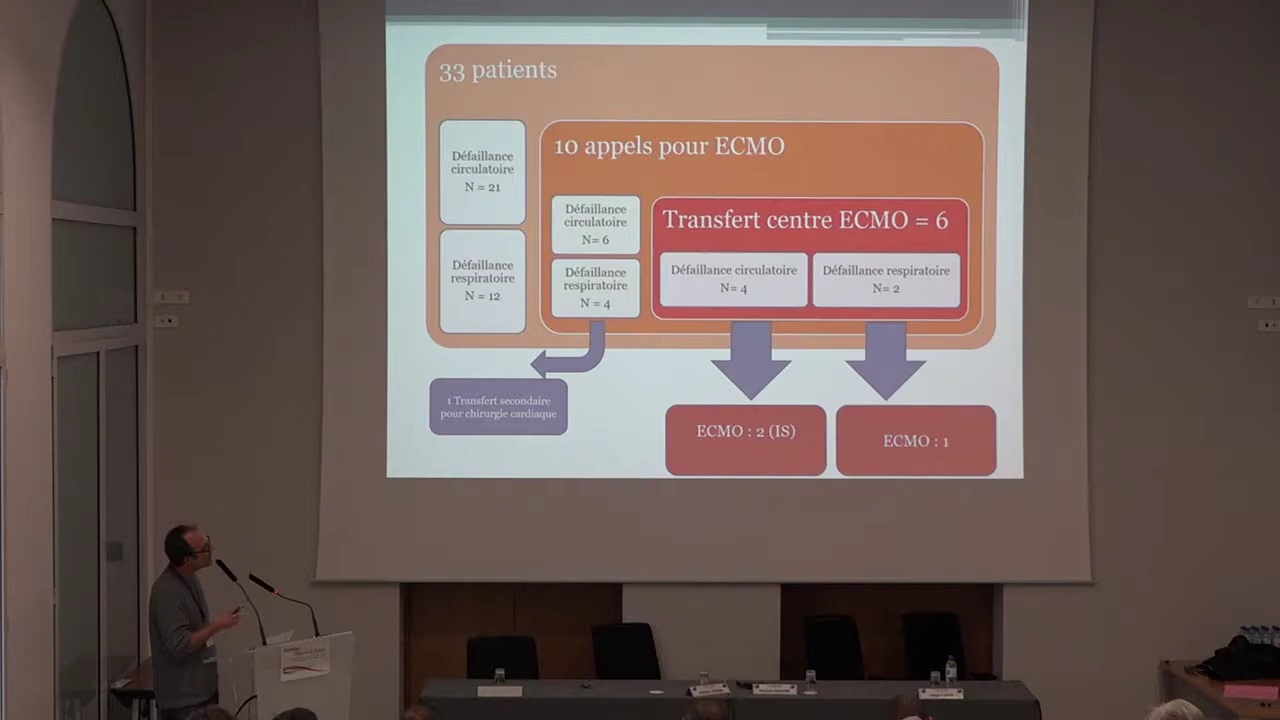 33 patients
Défaillance
circulatoire
N = 21
Défaillance
respiratoire
N = 12
10 appels pour ECMO
Défaillance
circulatoire
N= 6
Défaillance
respiratoire
N = 4
Transfert centre ECMO = 6
Défaillance circulatoire
N= 4
Défaillance respiratoire
N= 2
1 Transfert secondaire
pour chirurgie cardiaque
ECMO : 2 (IS)
ECMO : 1